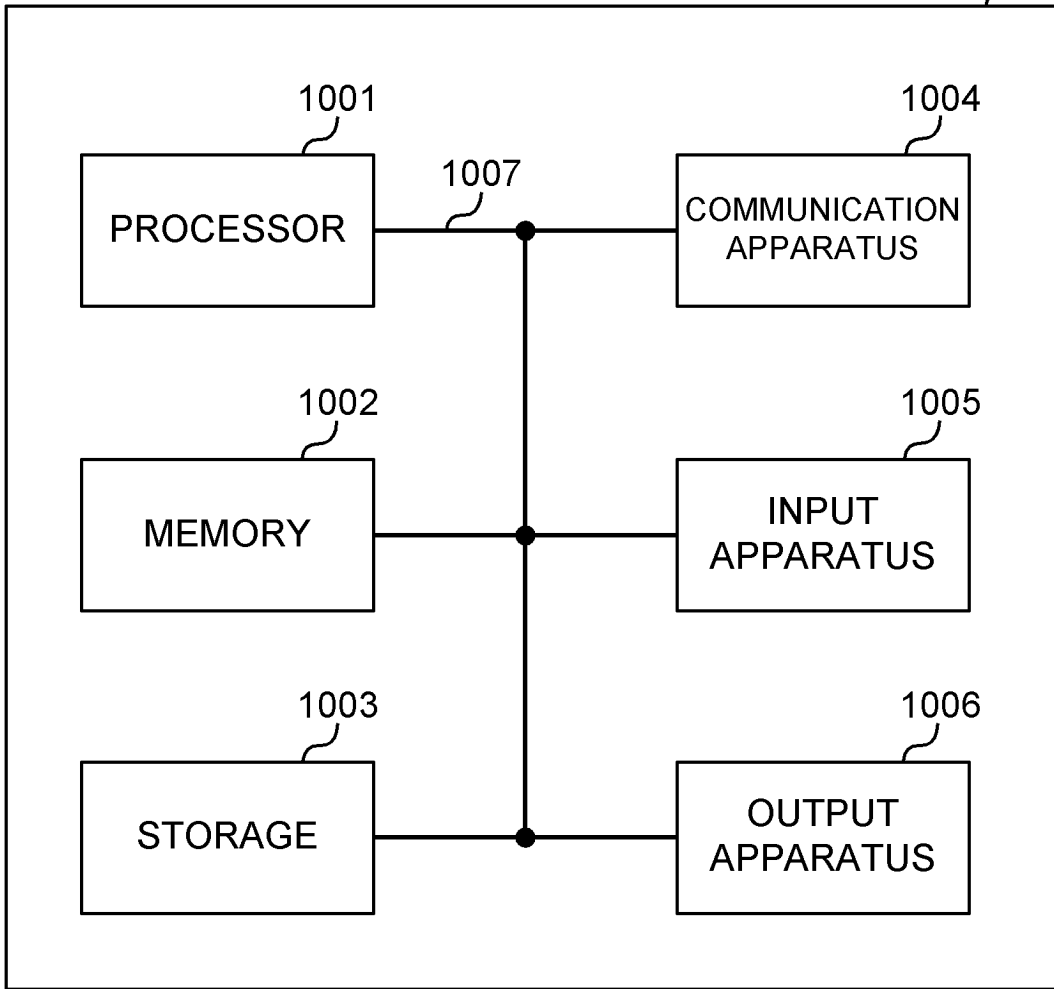 1001
1004
1007
PROCESSOR
COMMUNICATION
APPARATUS
1002
1005
MEMORY
INPUT
APPARATUS
1003
1006
STORAGE
OUTPUT
APPARATUS